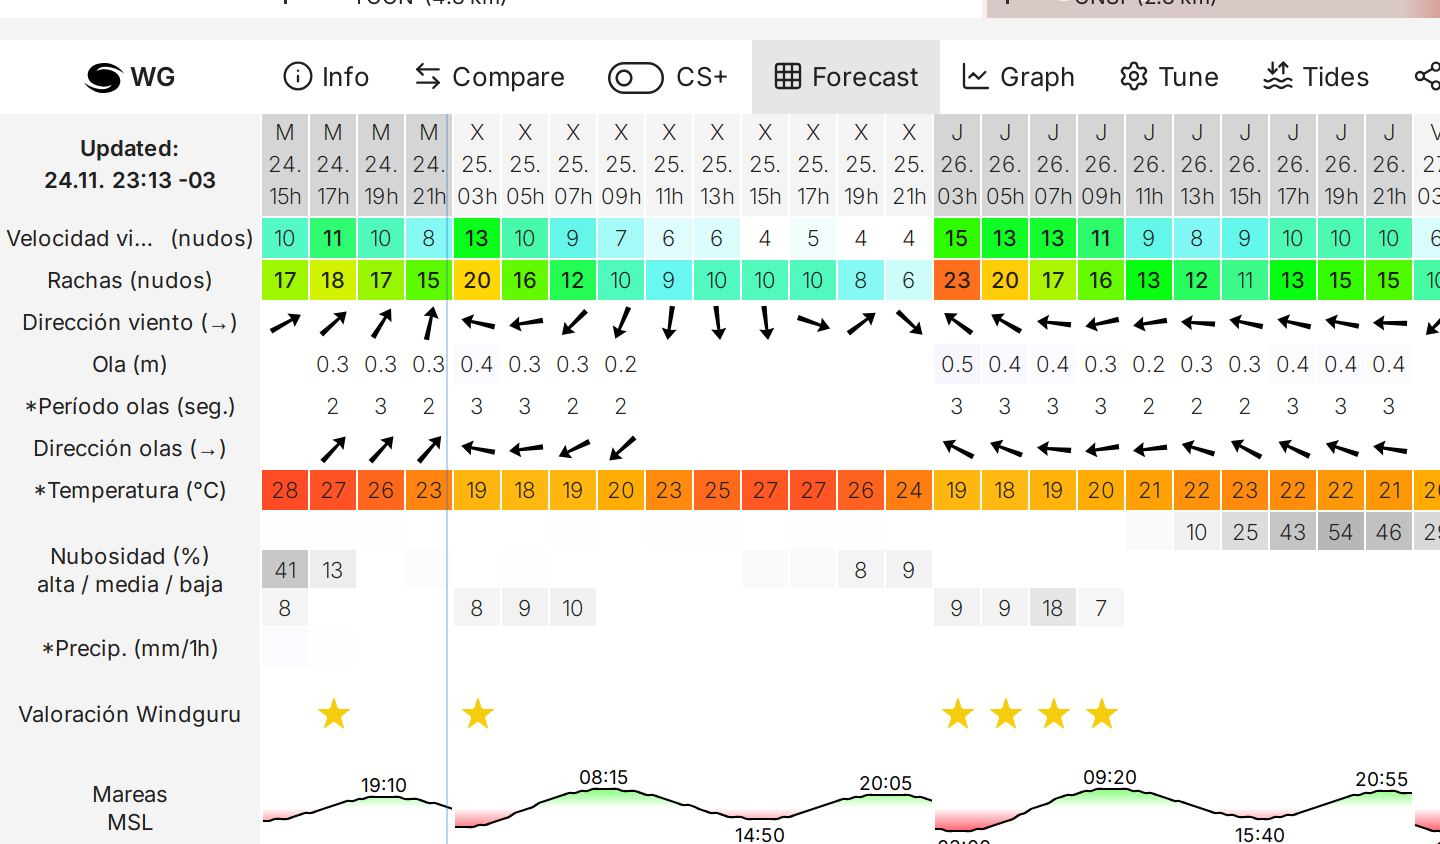 WG Info Compare CS+ Forecast Graph Tune Tides
Updated:
24.11. 23:13 -03
M M M M X X X X X X X X X X J J J J J J J J J J
24. 24. 24. 24. 25. 25. 25. 25. 25. 25. 25. 25. 25. 25. 26. 26. 26. 26. 26. 26. 26. 26. 26. 26.
15h 17h 19h 21h 03h 05h 07h 09h 11h 13h 15h 17h 19h 21h 03h 05h 07h 09h 11h 13h 15h 17h 19h 21h
Velocidad vi... (nudos) 10 11 10 8 13 10 9 7 6 6 4 5 4 4 15 13 13 11 9 8 9 10 10 10 6
Rachas (nudos) 17 18 17 15 20 16 12 10 9 10 10 10 8 6 23 20 17 16 13 12 11 13 15 15 10
Dirección viento (→)
Ola (m) 0.3 0.3 0.3 0.4 0.3 0.3 0.2 0.5 0.4 0.4 0.3 0.2 0.3 0.3 0.4 0.4 0.4
*Período olas (seg.) 2 3 2 3 3 2 2 3 3 3 3 2 2 2 3 3 3
Dirección olas (→)
*Temperatura (°C) 28 27 26 23 19 18 19 20 23 25 27 27 26 24 19 18 19 20 21 22 23 22 22 21
10 25 43 54 46
Nubosidad (%)
41 13 8 9
alta / media / baja
8 8 9 10 9 9 18 7
*Precip. (mm/1h)
Valoración Windguru
19:10 08:15 20:05 09:20 20:55
Mareas
MSL
14:50 15:40